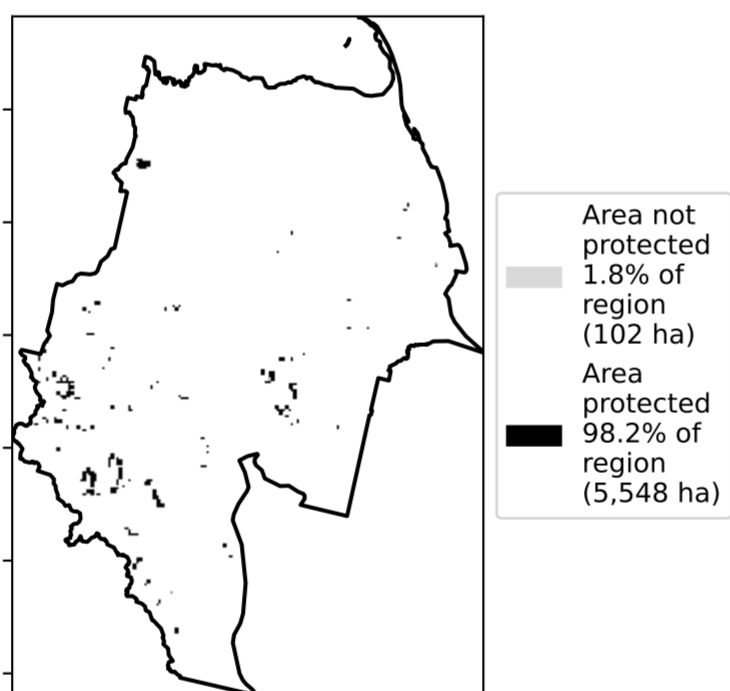 Area not
protected
1.8% of
region
(102 ha)
Area
protected
98.2% of
region
(5,548 ha)